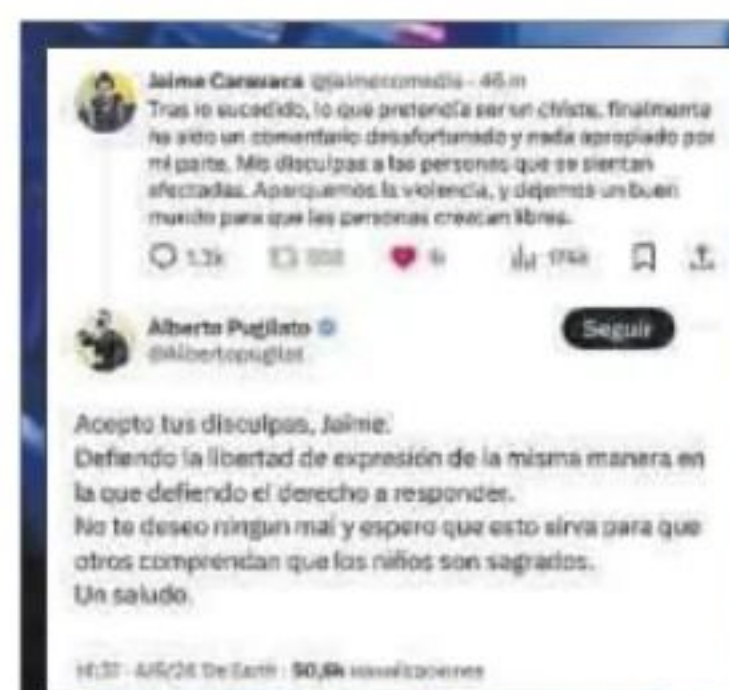 Jaime Caravaca @jaimecomedia · 46 m
Tras lo sucedido, lo que pretendía ser un chiste, finalmente
ha sido un comentario desafortunado y nada apropiado por
mi parte. Mis disculpas a las personas que se sientan
afectadas. Aparquemos la violencia, y dejemos un buen
mundo para que las personas crezcan libres.
Alberto Pugilato
@Albertopugilat
Seguir
Acepto tus disculpas, Jaime.
Defiendo la libertad de expresión de la misma manera en
la que defiendo el derecho a responder.
No te deseo ningun mal y espero que esto sirva para que
otros comprendan que los niños son sagrados.
Un saludo.
visualizaciones